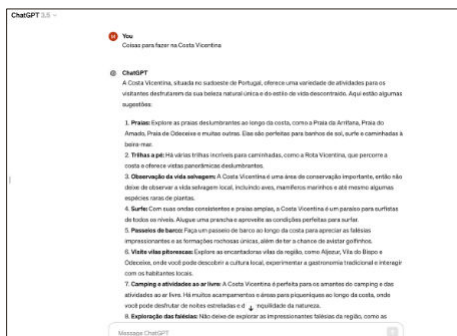 ChatGPT 3.5
You
Coisas para fazer na Costa Vicentina
ChatGPT
A Costa Vicentina, situada no sudoeste de Portugal, oferece uma variedade de atividades para os
visitantes desfrutarem da sua beleza natural única e do estilo de vida descontraído. Aqui estão algumas
sugestões:
1. Praias: Explore as praias deslumbrantes ao longo da costa, como a Praia da Arrifana, Praia do
Amado, Praia de Odeceixe e muitas outras. Elas são perfeitas para banhos de sol, surfe e caminhadas à
beira-mar.
2. Trilhas a pé: Há várias trilhas incríveis para caminhadas, como a Rota Vicentina, que percorre a
costa e oferece vistas panorâmicas deslumbrantes.
3. Observação da vida selvagem: A Costa Vicentina é uma área de conservação importante, então não
deixe de observar a vida selvagem local, incluindo aves, mamíferos marinhos e até mesmo algumas
espécies raras de plantas.
4. Surfe: Com suas ondas consistentes e praias amplas, a Costa Vicentina é um paraíso para surfistas
de todos os níveis. Alugue uma prancha e aproveite as condições perfeitas para surfar.
5. Passeios de barco: Faça um passeio de barco ao longo da costa para apreciar as falésias
impressionantes e as formações rochosas únicas, além de ter a chance de avistar golfinhos.
6. Visite vilas pitorescas: Explore as encantadoras vilas da região, como Aljezur, Vila do Bispo e
Odeceixe, onde você pode descobrir a cultura local, experimentar a gastronomia tradicional e interagir
com os habitantes locais.
7. Camping e atividades ao ar livre: A Costa Vicentina é perfeita para os amantes do camping e das
atividades ao ar livre. Há muitos acampamentos e áreas para piqueniques ao longo da costa, onde
você pode desfrutar de noites estreladas e d nquilidade da natureza.
8. Exploração das falésias: Não deixe de explorar as impressionantes falésias da região, como as
Message ChatGPT